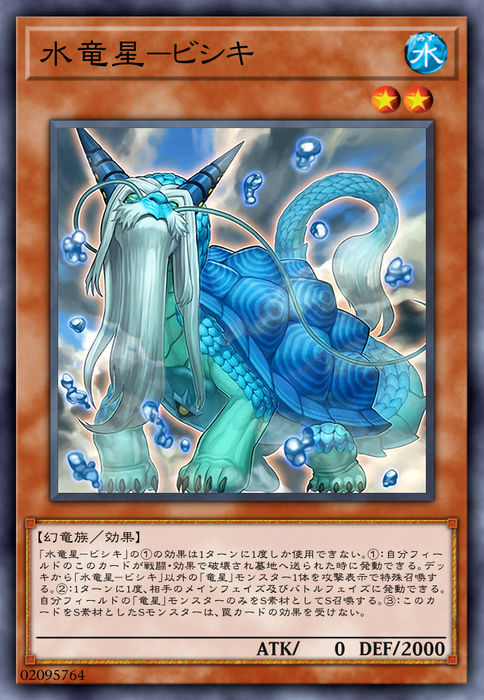 水竜星－ビシキ
みず
水
【幻竜族／効果】
「水竜星－ビシキ」の①の効果は1ターンに1度しか使用できない。①：自分フィー
ルドのこのカードが戦闘・効果で破壊され墓地へ送られた時に発動できる。デッ
キから「水竜星－ビシキ」以外の「竜星」モンスター1体を攻撃表示で特殊召喚す
る。②：1ターンに1度、相手のメインフェイズ及びバトルフェイズに発動できる。
自分フィールドの「竜星」モンスターのみをS素材としてS召喚する。③：このカー
ドをS素材としたSモンスターは、罠カードの効果を受けない。
ATK/ 0 DEF/2000
02095764